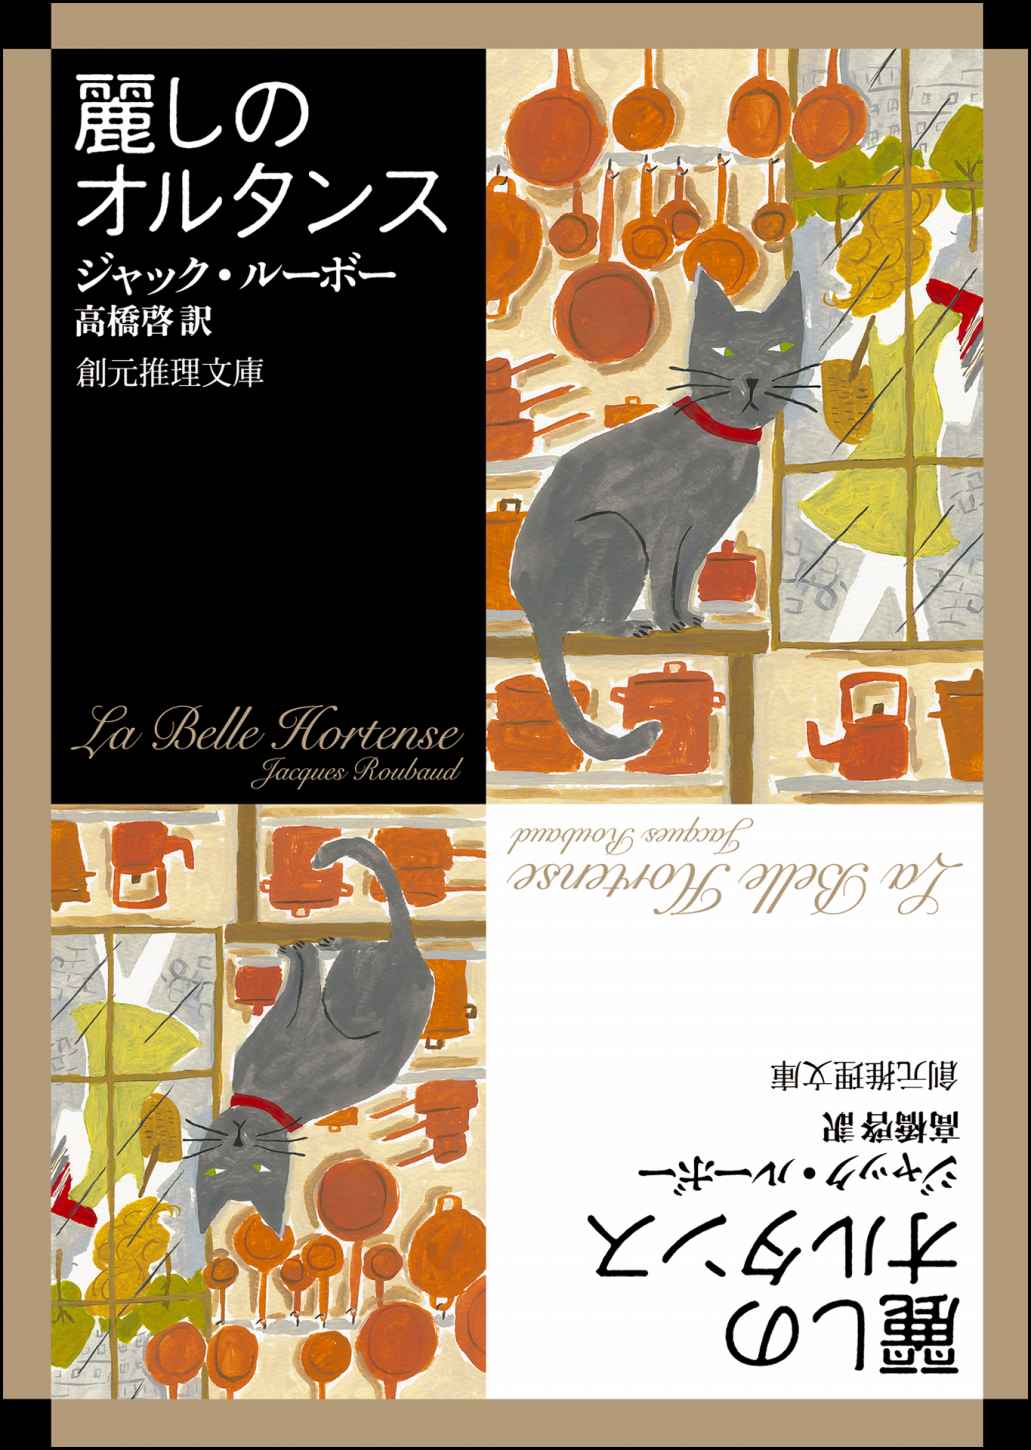 麗しの
オルタンス
ジャック・ルーボー
高橋啓 訳
創元推理文庫
La Belle Hortense
Jacques Roubaud
麗しの
オルタンス
ジャック・ルーボー
高橋啓 訳
創元推理文庫
La Belle Hortense
Jacques Roubaud